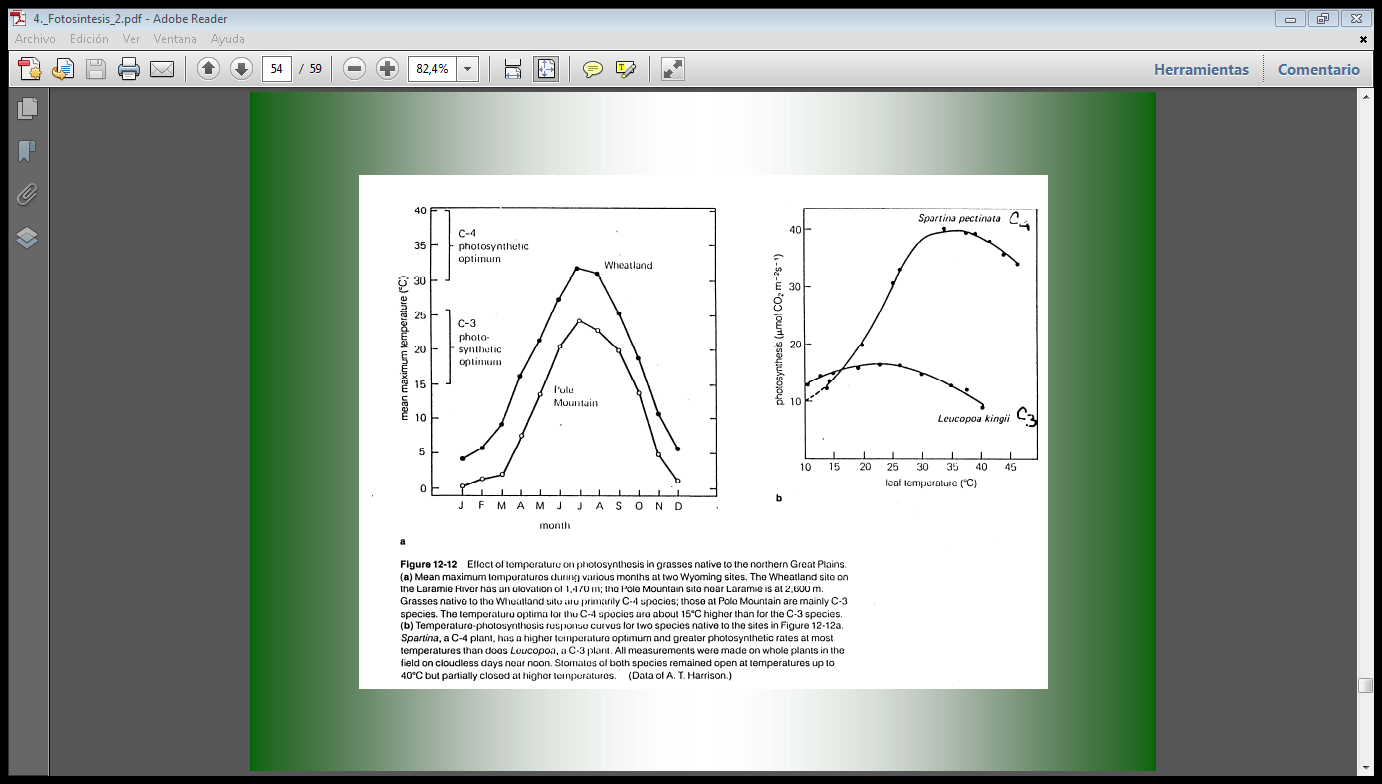 4._Fotosintesis_2.pdf - Adobe Reader
Archivo Edición Ver Ventana Ayuda
54 / 59 82,4% Herramientas Comentario
40
35
30
25
20
15
10
5
0
mean maximum temperature (°C)
C-4
photosynthetic
optimum
C-3
photo-
synthetic
optimum
Wheatland
Pole
Mountain
J F M A M J J A S O N D
month
a
40
30
20
10
photosynthesis (µmol CO₂ m⁻²s⁻¹)
Spartina pectinata C4
Leucopoa kingii C3
10 15 20 25 30 35 40 45
leaf temperature (°C)
b
Figure 12-12 Effect of temperature on photosynthesis in grasses native to the northern Great Plains.
(a) Mean maximum temperatures during various months at two Wyoming sites. The Wheatland site on
the Laramie River has an elevation of 1,470 m; the Pole Mountain site near Laramie is at 2,600 m.
Grasses native to the Wheatland site are primarily C-4 species; those at Pole Mountain are mainly C-3
species. The temperature optima for the C-4 species are about 15°C higher than for the C-3 species.
(b) Temperature-photosynthesis response curves for two species native to the sites in Figure 12-12a.
Spartina, a C-4 plant, has a higher temperature optimum and greater photosynthetic rates at most
temperatures than does Leucopoa, a C-3 plant. All measurements were made on whole plants in the
field on cloudless days near noon. Stomates of both species remained open at temperatures up to
40°C but partially closed at higher temperatures. (Data of A. T. Harrison.)